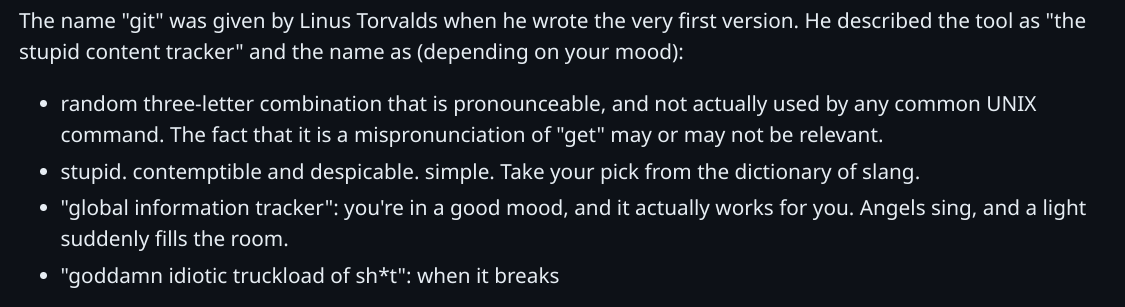 The name "git" was given by Linus Torvalds when he wrote the very first version. He described the tool as "the
stupid content tracker" and the name as (depending on your mood):
• random three-letter combination that is pronounceable, and not actually used by any common UNIX
command. The fact that it is a mispronunciation of "get" may or may not be relevant.
• stupid. contemptible and despicable. simple. Take your pick from the dictionary of slang.
• "global information tracker": you're in a good mood, and it actually works for you. Angels sing, and a light
suddenly fills the room.
• "goddamn idiotic truckload of sh*t": when it breaks